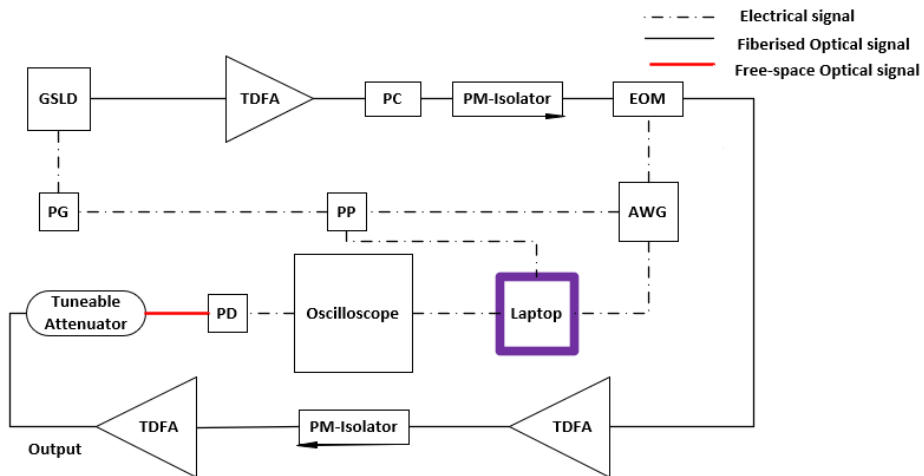 Electrical signal
Fiberised Optical signal
Free-space Optical signal
GSLD
TDFA
PC
PM-Isolator
EOM
PG
PP
AWG
Tuneable
Attenuator
PD
Oscilloscope
Laptop
TDFA
PM-Isolator
TDFA
Output